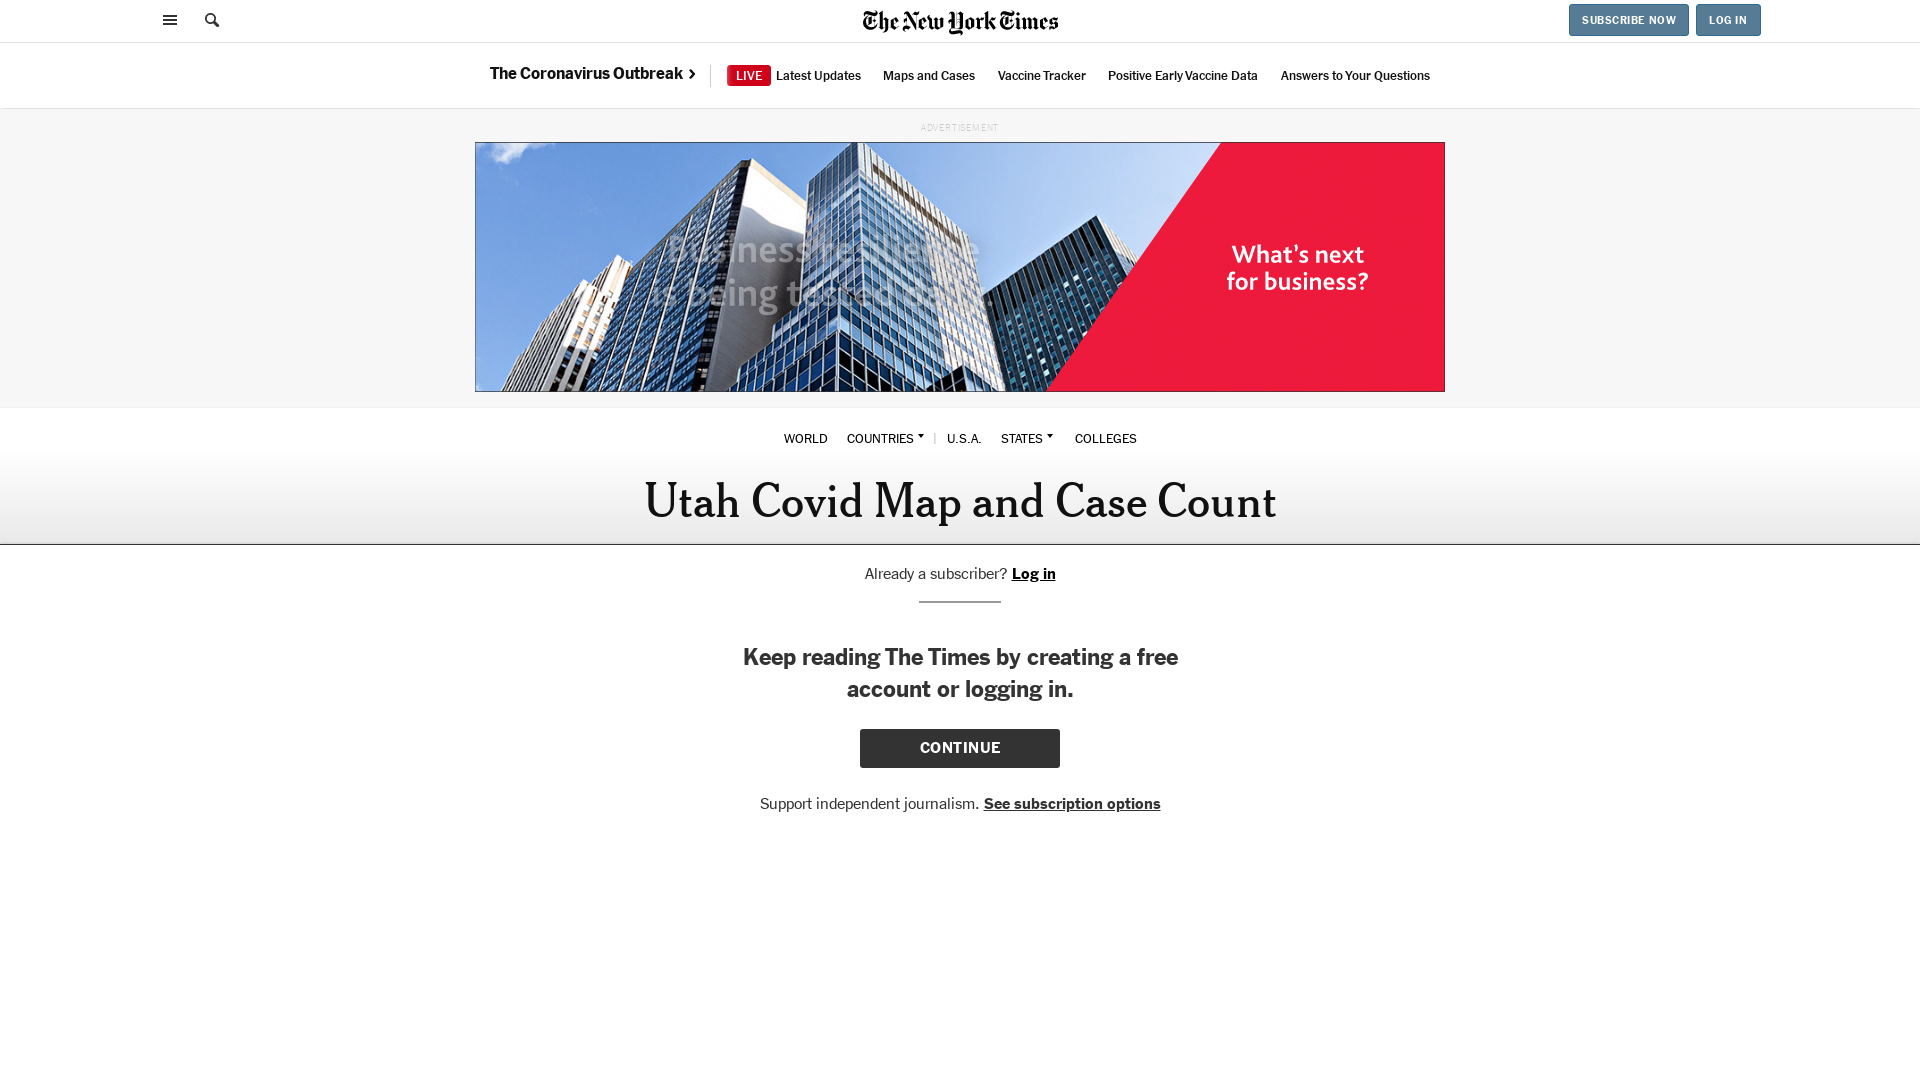 The New York Times
SUBSCRIBE NOW
LOG IN
The Coronavirus Outbreak ›
LIVE Latest Updates
Maps and Cases
Vaccine Tracker
Positive Early Vaccine Data
Answers to Your Questions
ADVERTISEMENT
Business resilience
is being tested
What's next
for business?
WORLD
COUNTRIES
U.S.A.
STATES
COLLEGES
Utah Covid Map and Case Count
Already a subscriber? Log in
Keep reading The Times by creating a free
account or logging in.
CONTINUE
Support independent journalism. See subscription options